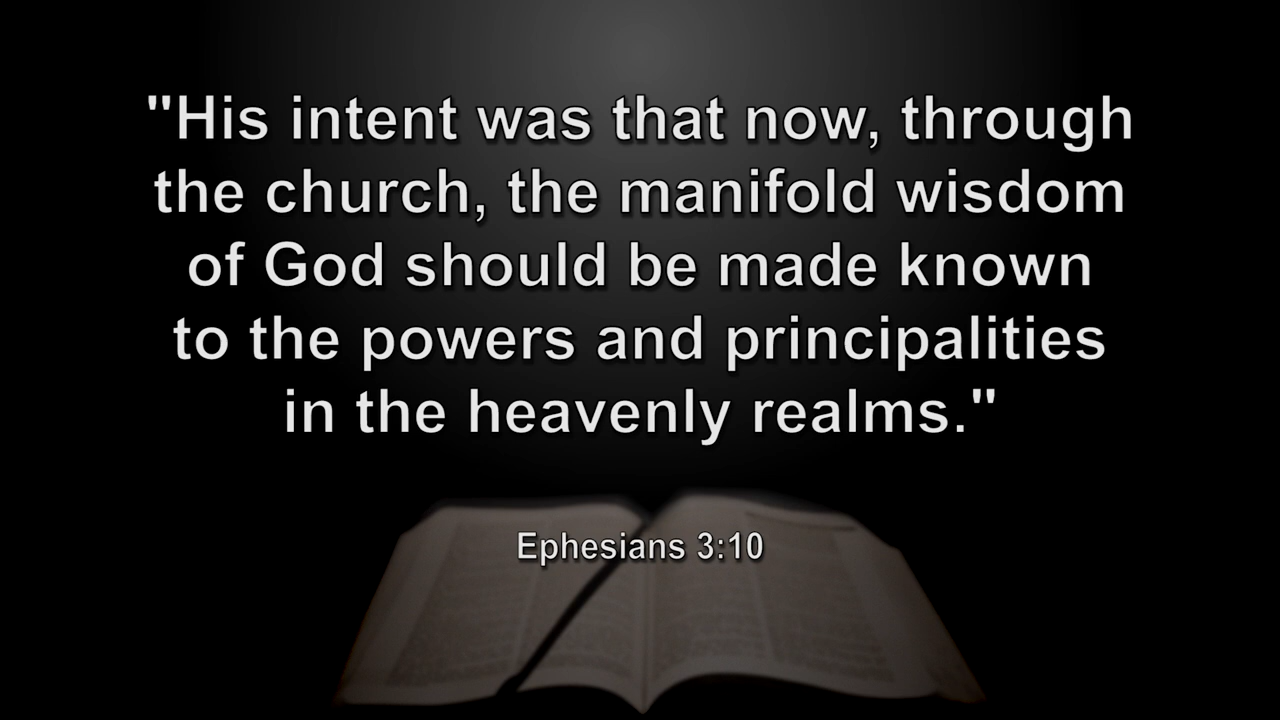 "His intent was that now, through
the church, the manifold wisdom
of God should be made known
to the powers and principalities
in the heavenly realms."
Ephesians 3:10